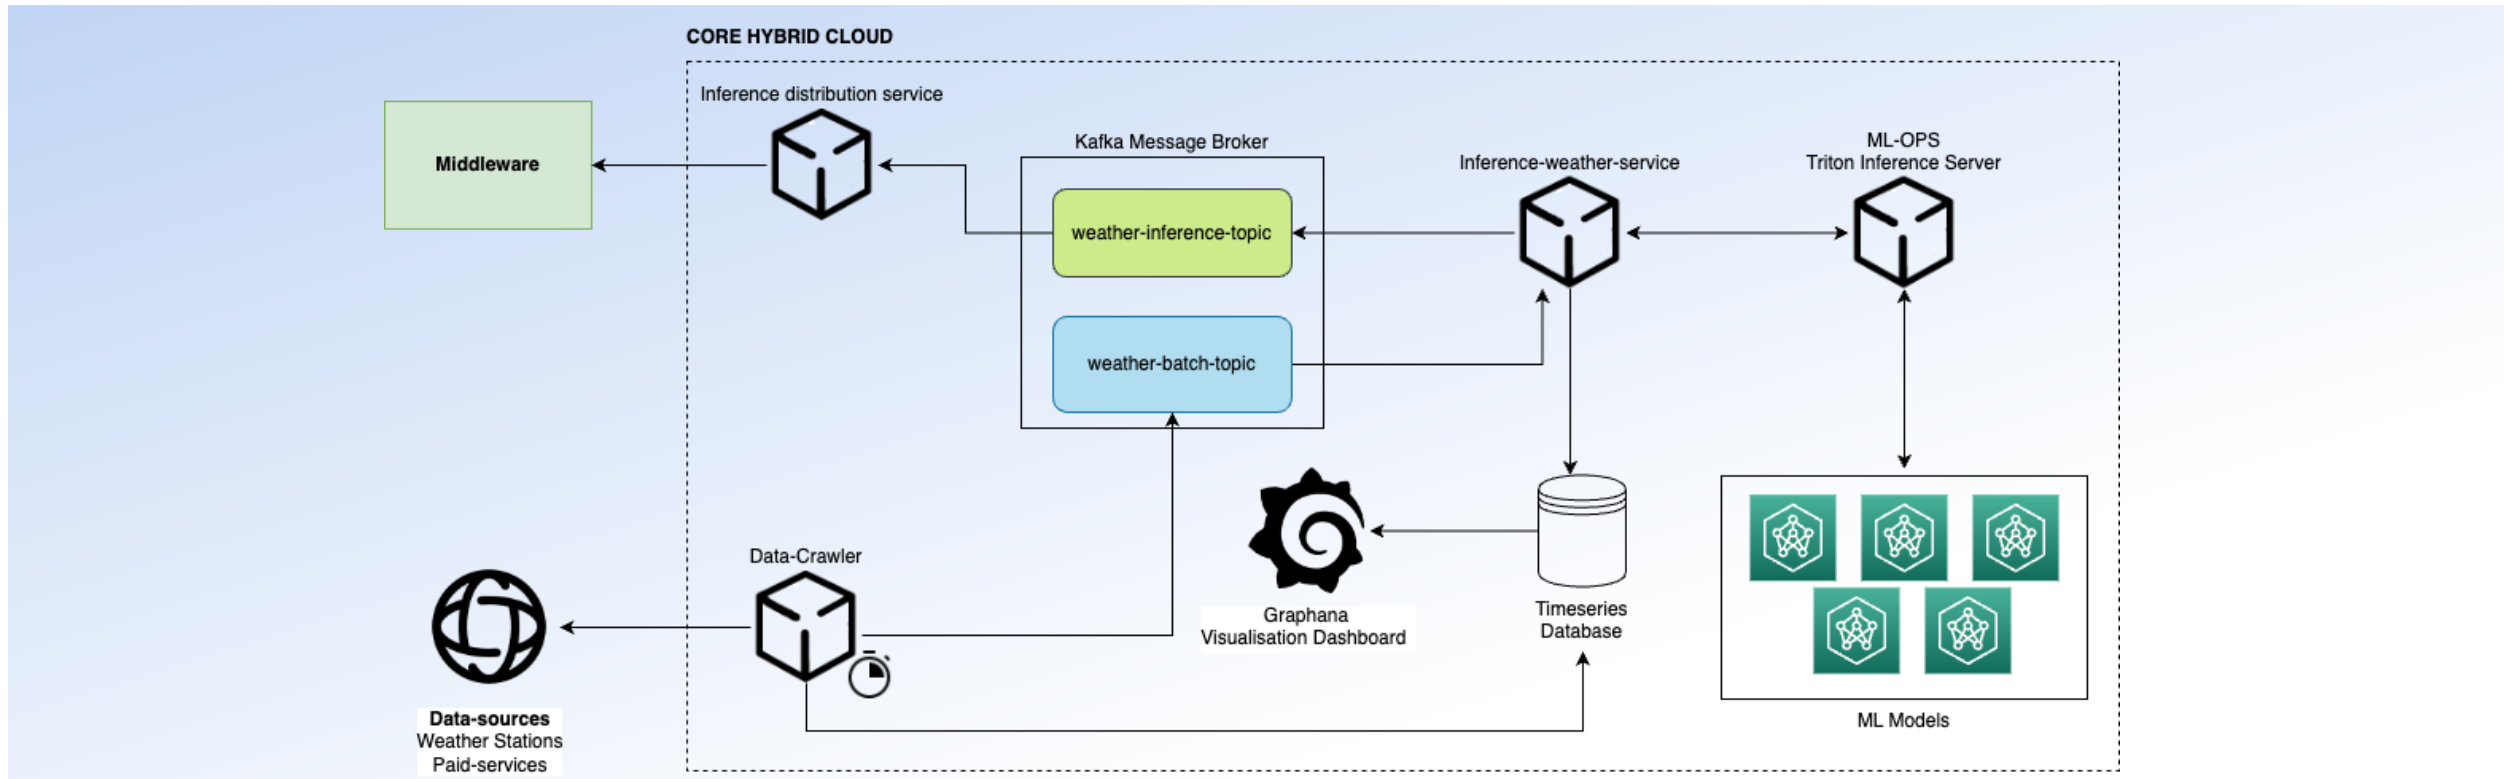 CORE HYBRID CLOUD
Inference distribution service
Middleware
Kafka Message Broker
weather-inference-topic
weather-batch-topic
Inference-weather-service
ML-OPS
Triton Inference Server
Data-Crawler
Graphana
Visualisation Dashboard
Timeseries
Database
ML Models
Data-sources
Weather Stations
Paid-services